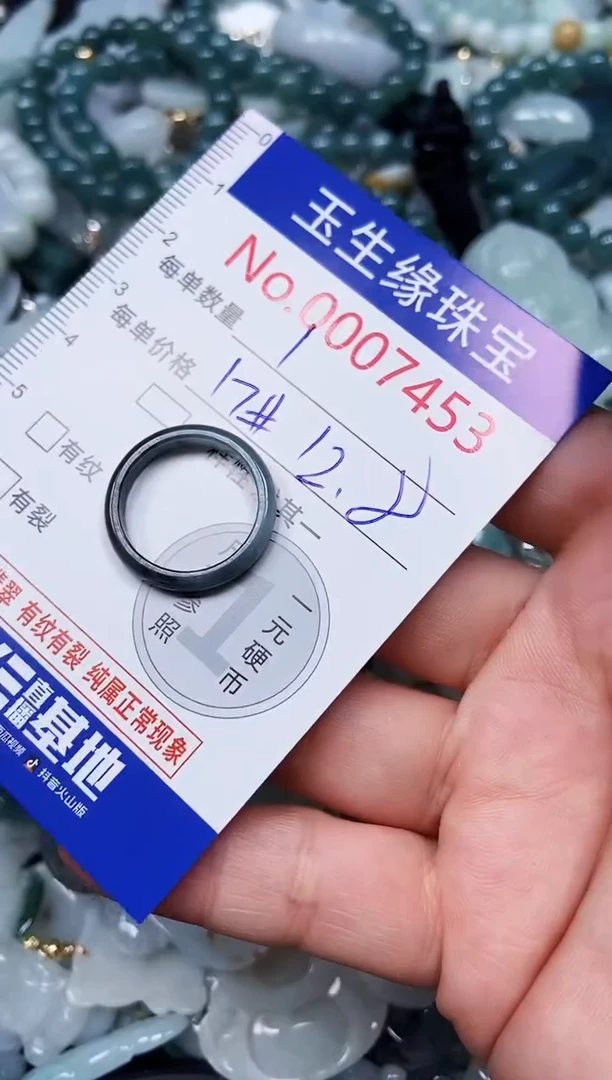 0
1
2
3
4
5
玉生缘珠宝
No.0007453
每单数量
1
每单价格
17# 12.
有纹
其一
有裂
参照
1
一元硬币
有纹有裂 纯属正常现象
基地
抖音火山版